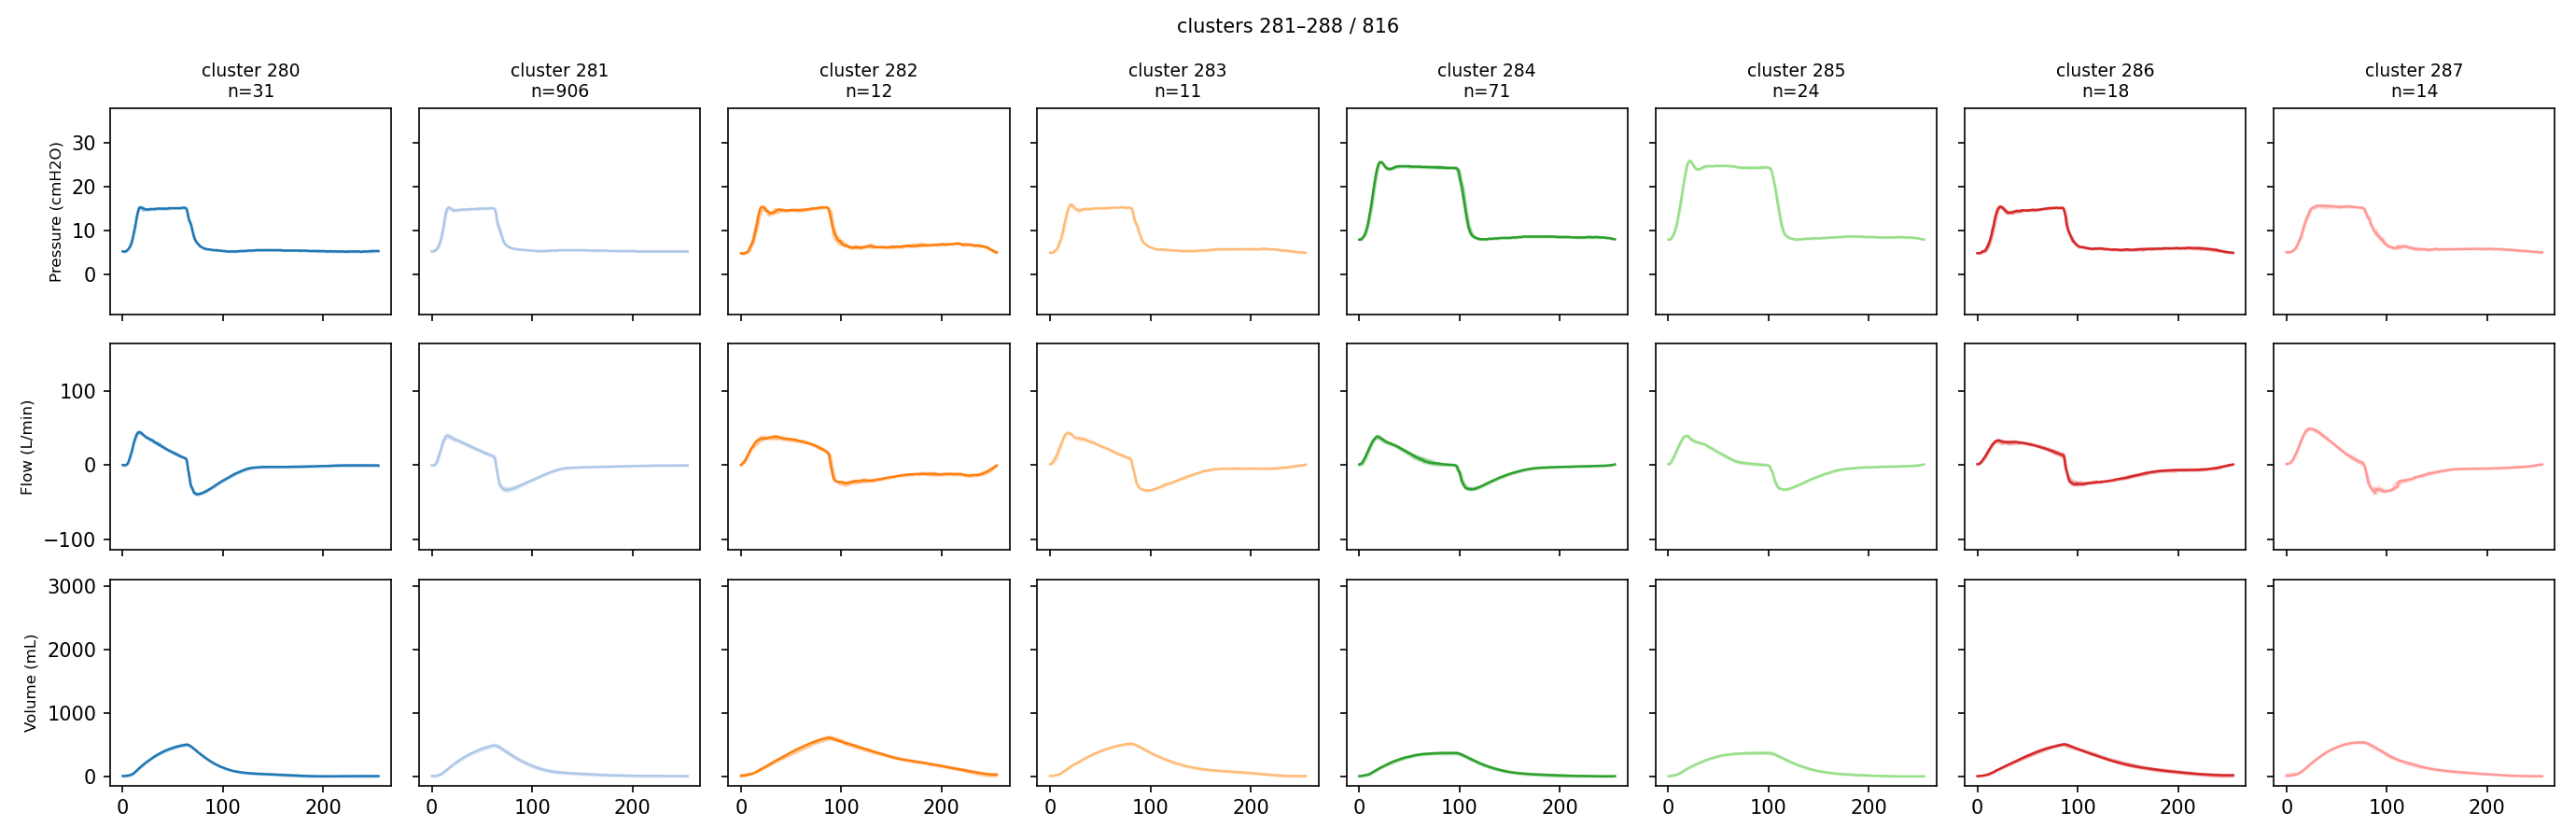 clusters 281–288 / 816
cluster 280
n=31
cluster 281
n=906
cluster 282
n=12
cluster 283
n=11
cluster 284
n=71
cluster 285
n=24
cluster 286
n=18
cluster 287
n=14
Pressure (cmH2O)
30
20
10
0
Flow (L/min)
100
0
−100
Volume (mL)
3000
2000
1000
0
0 100 200
0 100 200
0 100 200
0 100 200
0 100 200
0 100 200
0 100 200
0 100 200